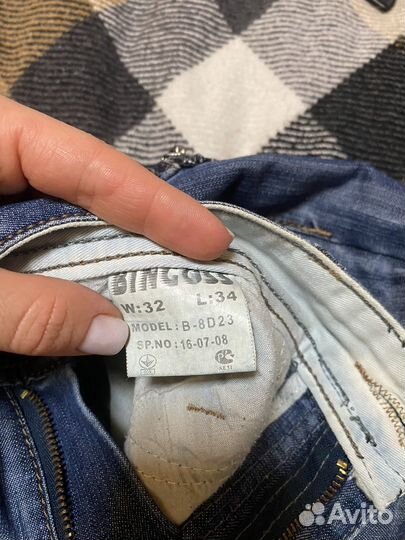 BINGOSS
W:32 L:34
MODEL: B-8D23
SP.NO: 16-07-08
Avito